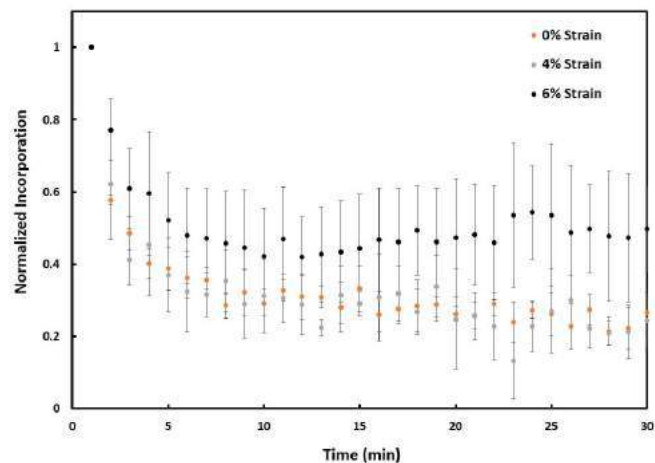 1
0.8
0.6
0.4
0.2
0
Normalized Incorporation
0% Strain
4% Strain
6% Strain
0 5 10 15 20 25 30
Time (min)